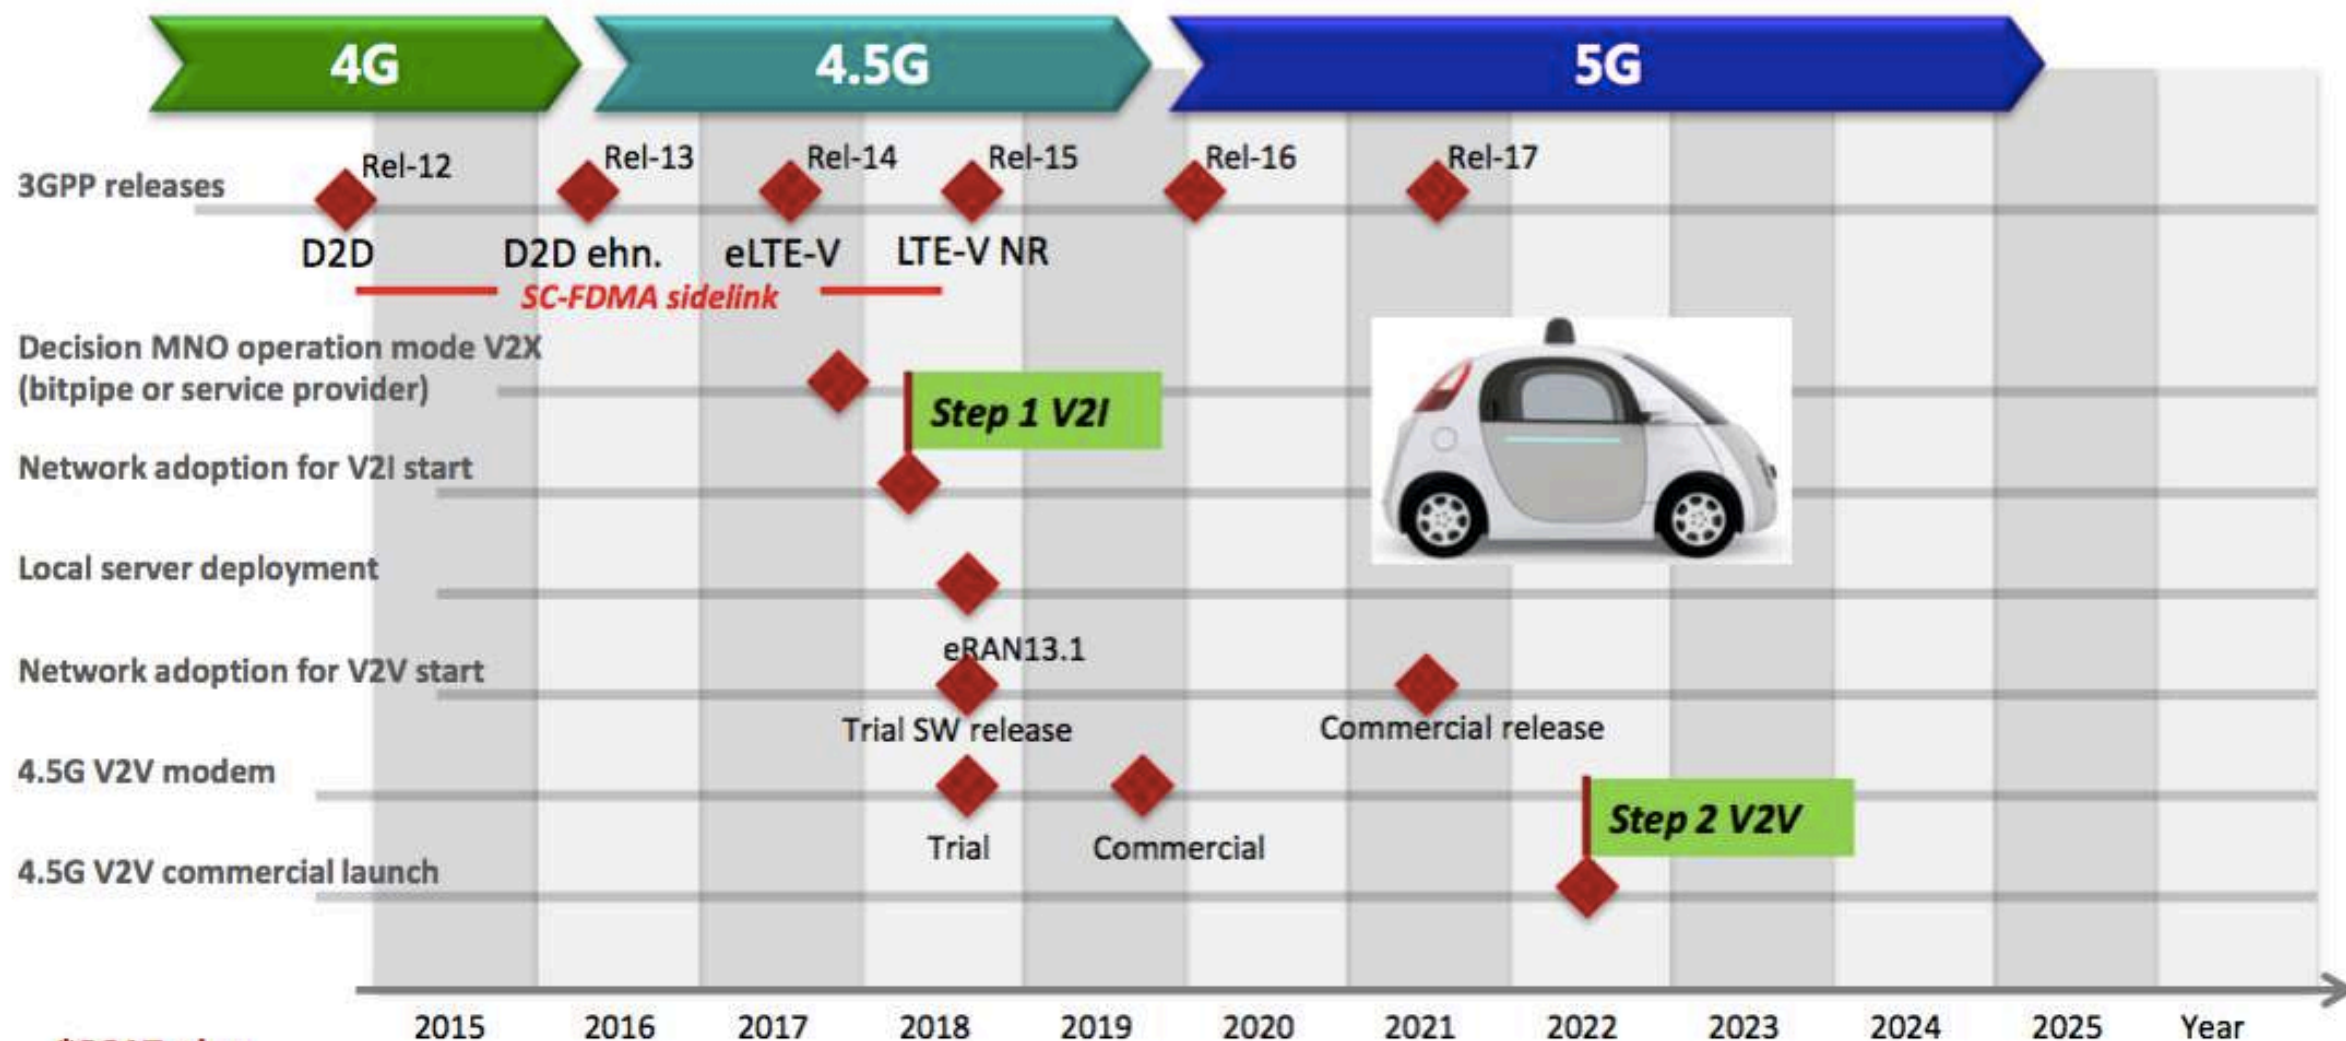 4G
4.5G
5G
3GPP releases
Rel-12
Rel-13
Rel-14
Rel-15
Rel-16
Rel-17
D2D
D2D ehn.
eLTE-V
LTE-V NR
SC-FDMA sidelink
Decision MNO operation mode V2X
(bitpipe or service provider)
Step 1 V2I
Network adoption for V2I start
Local server deployment
eRAN13.1
Network adoption for V2V start
Trial SW release
Commercial release
4.5G V2V modem
Trial
Commercial
Step 2 V2V
4.5G V2V commercial launch
2015
2016
2017
2018
2019
2020
2021
2022
2023
2024
2025
Year